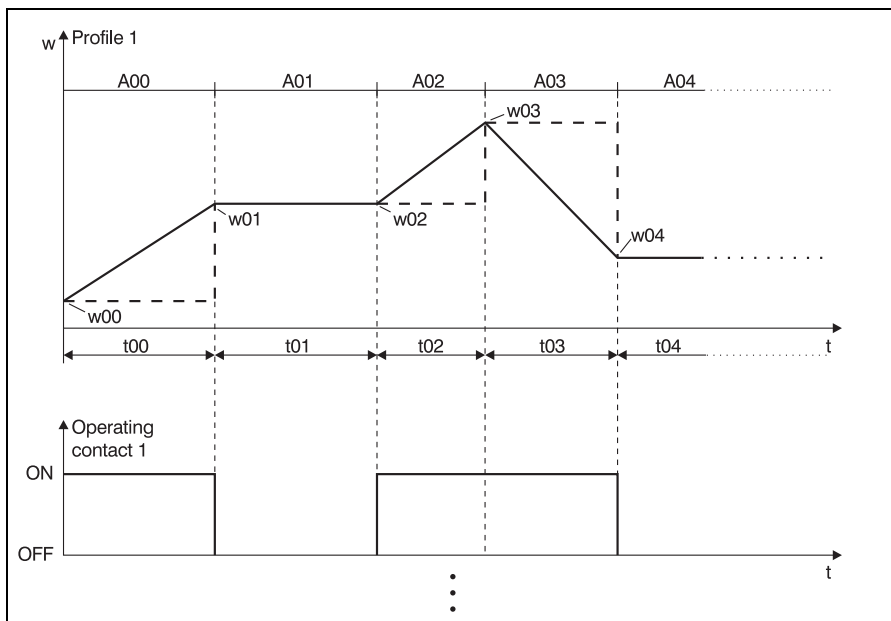 w Profile 1
A00 A01 A02 A03 A04
w03
w01 w02
w04
w00
t
t00 t01 t02 t03 t04
Operating
contact 1
ON
OFF
t